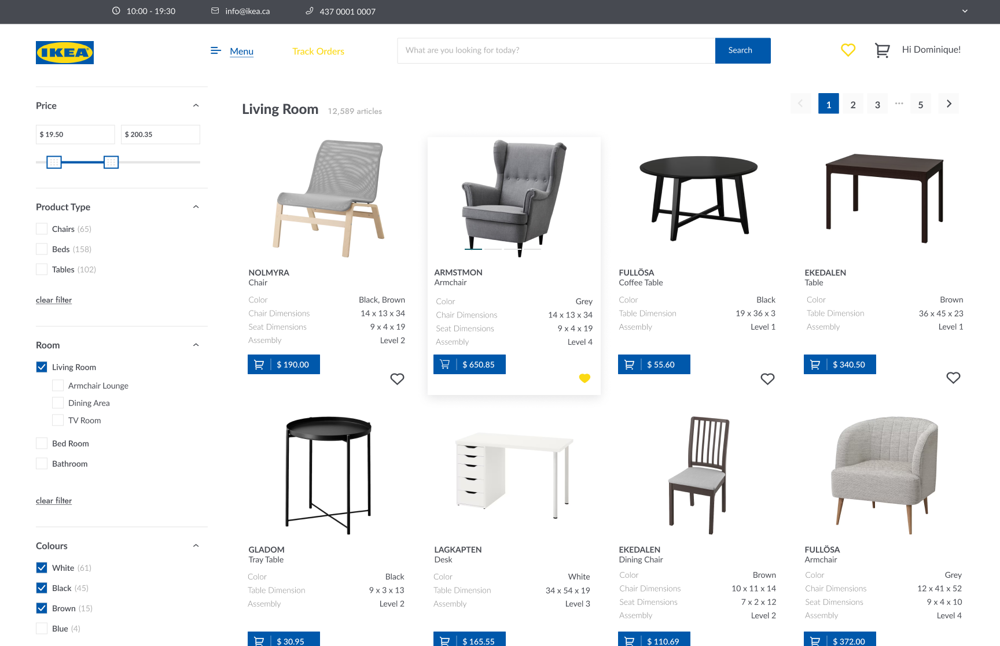 10:00 - 19:30
info@ikea.ca
437 0001 0007
IKEA
Menu
Track Orders
What are you looking for today?
Search
Hi Dominique!
Price
$ 19.50
$ 200.35
Product Type
Chairs (65)
Beds (158)
Tables (102)
clear filter
Room
Living Room
Armchair Lounge
Dining Area
TV Room
Bed Room
Bathroom
clear filter
Colours
White (61)
Black (45)
Brown (15)
Blue (4)
Living Room 12,589 articles
1 2 3 ... 5
NOLMYRA
Chair
Color Black, Brown
Chair Dimensions 14 x 13 x 34
Seat Dimensions 9 x 4 x 19
Assembly Level 2
$ 190.00
ARMSTMON
Armchair
Color Grey
Chair Dimensions 14 x 13 x 34
Seat Dimensions 9 x 4 x 19
Assembly Level 4
$ 650.85
FULLÖSA
Coffee Table
Color Black
Table Dimension 19 x 36 x 3
Assembly Level 1
$ 55.60
EKEDALEN
Table
Color Brown
Table Dimension 36 x 45 x 23
Assembly Level 1
$ 340.50
GLADOM
Tray Table
Color Black
Table Dimension 9 x 3 x 13
Assembly Level 2
$ 30.95
LAGKAPTEN
Desk
Color White
Table Dimension 34 x 54 x 19
Assembly Level 3
$ 165.55
EKEDALEN
Dining Chair
Color Brown
Chair Dimensions 10 x 11 x 14
Seat Dimensions 7 x 2 x 12
Assembly Level 2
$ 110.69
FULLÖSA
Armchair
Color Grey
Chair Dimensions 12 x 41 x 52
Seat Dimensions 9 x 4 x 10
Assembly Level 4
$ 372.00